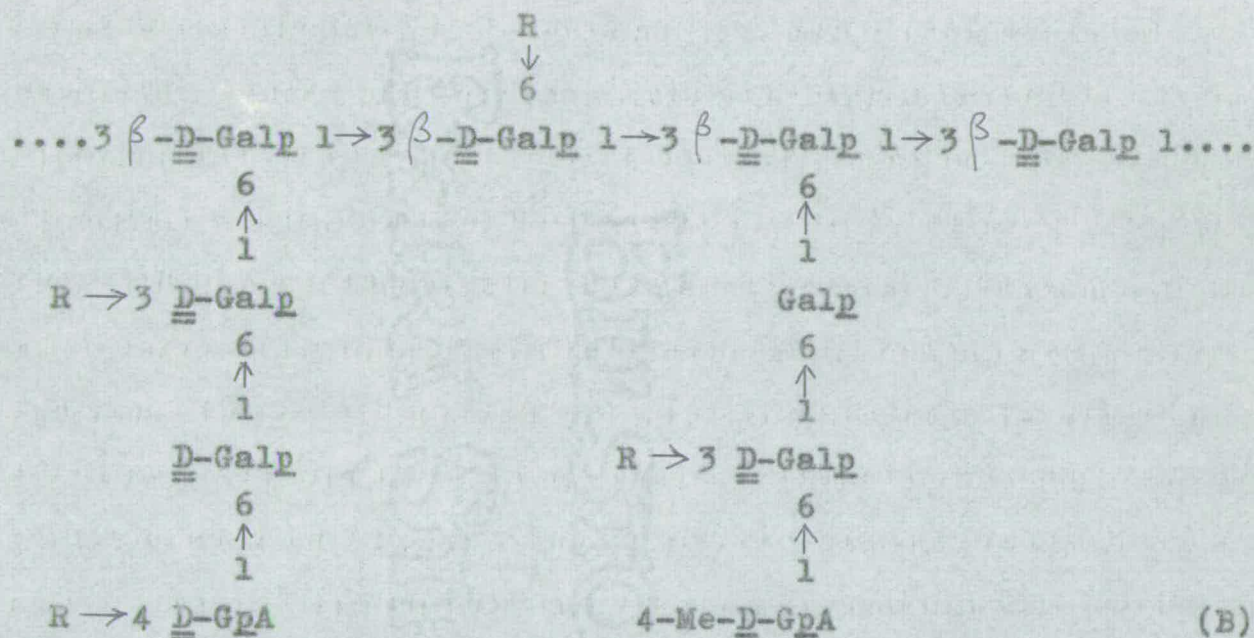 R
↓
6
....3 β-D-Galp 1→3 β-D-Galp 1→3 β-D-Galp 1→3 β-D-Galp 1....
6 6
↑ ↑
1 1
R → 3 D-Galp Galp
6 6
↑ ↑
1 1
D-Galp R → 3 D-Galp
6 6
↑ ↑
1 1
R → 4 D-GpA 4-Me-D-GpA (B)